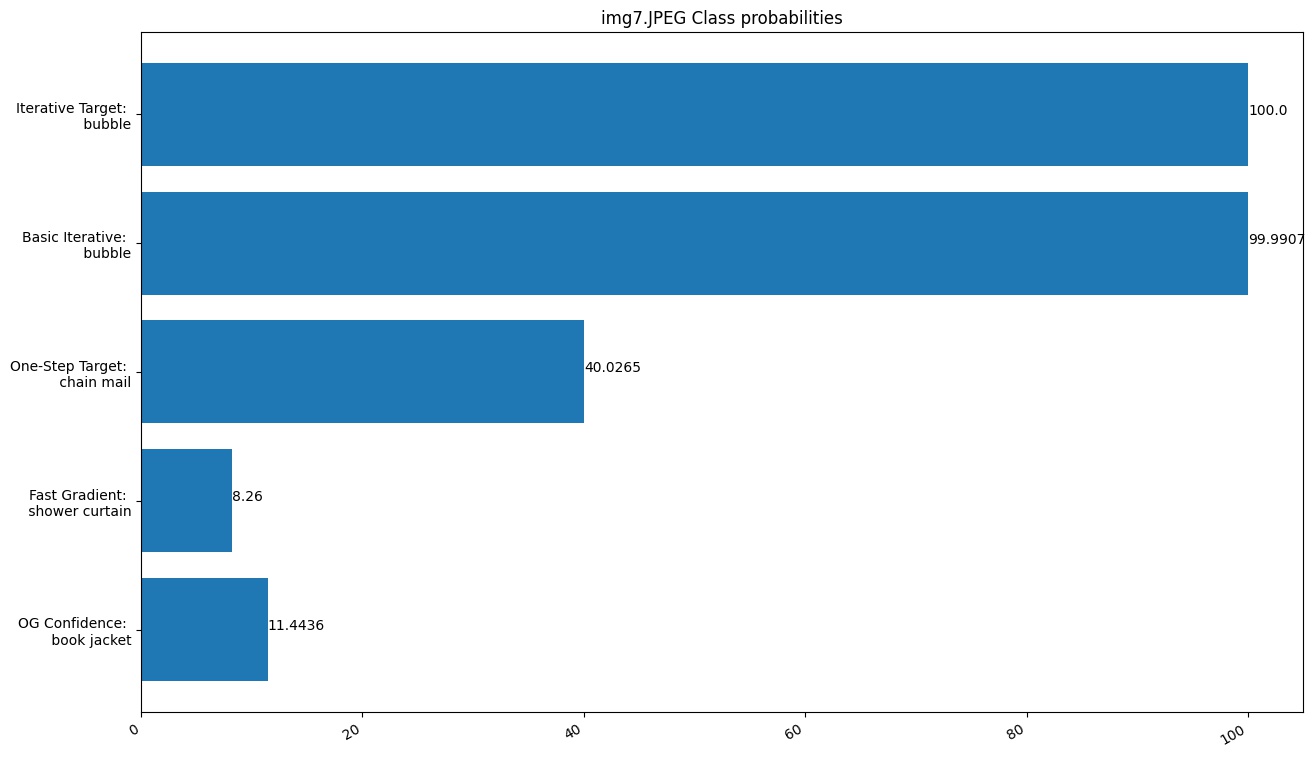 img7.JPEG Class probabilities
Iterative Target:
bubble
100.0
Basic Iterative:
bubble
99.9907
One-Step Target:
chain mail
40.0265
Fast Gradient:
shower curtain
8.26
OG Confidence:
book jacket
11.4436
0
20
40
60
80
100